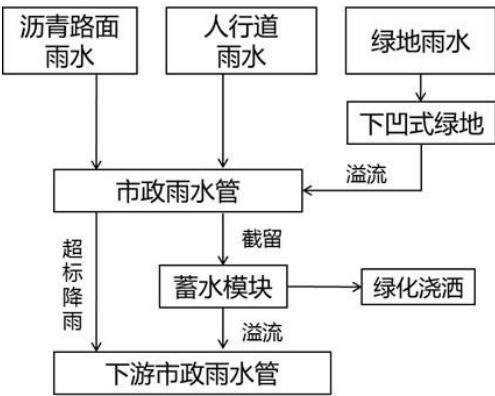 沥青路面
雨水
人行道
雨水
绿地雨水
下凹式绿地
溢流
市政雨水管
超标降雨
截留
蓄水模块
绿化浇洒
溢流
下游市政雨水管